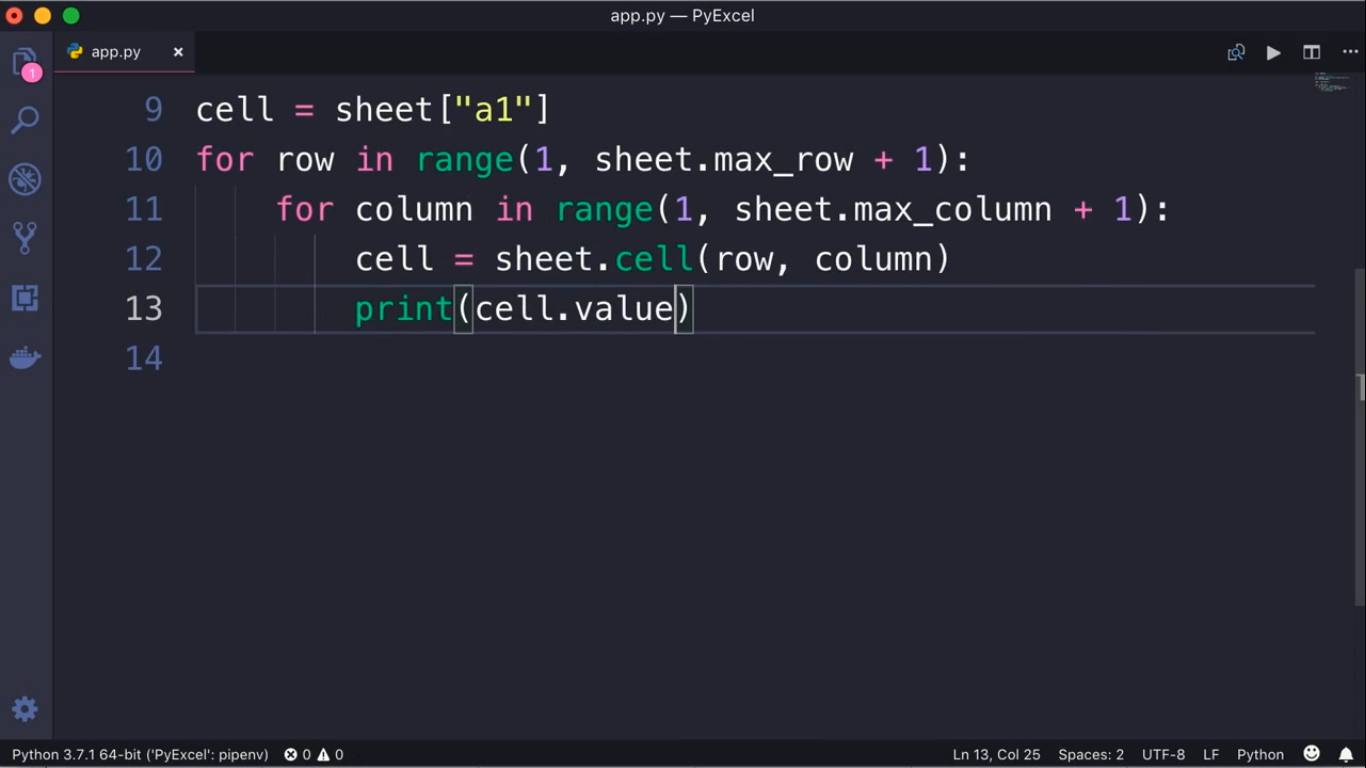 app.py — PyExcel
app.py
1
9 cell = sheet["a1"]
10 for row in range(1, sheet.max_row + 1):
11     for column in range(1, sheet.max_column + 1):
12         cell = sheet.cell(row, column)
13         print(cell.value)
14
Python 3.7.1 64-bit ('PyExcel': pipenv) 0 0 Ln 13, Col 25 Spaces: 2 UTF-8 LF Python